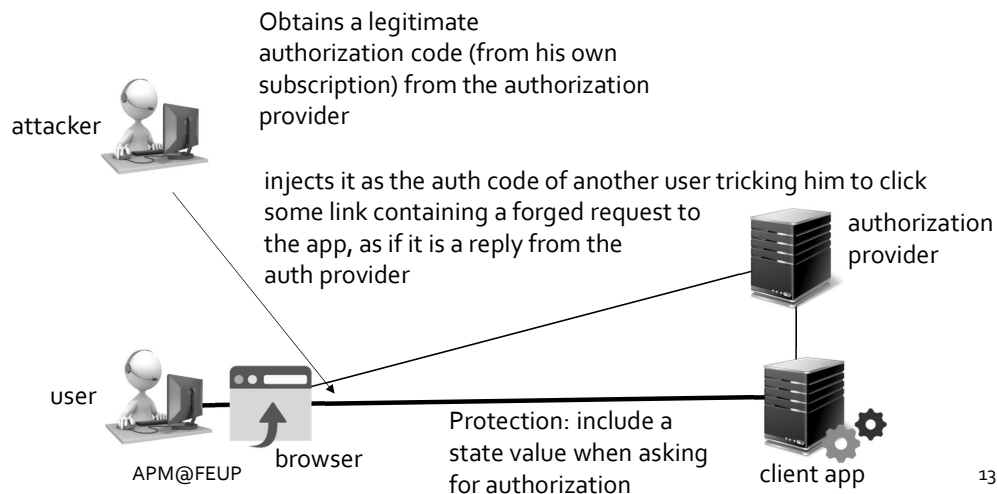 Obtains a legitimate
authorization code (from his own
subscription) from the authorization
provider
attacker
injects it as the auth code of another user tricking him to click
some link containing a forged request to
the app, as if it is a reply from the
auth provider
authorization
provider
user
browser
Protection: include a
state value when asking
for authorization
client app
APM@FEUP
13